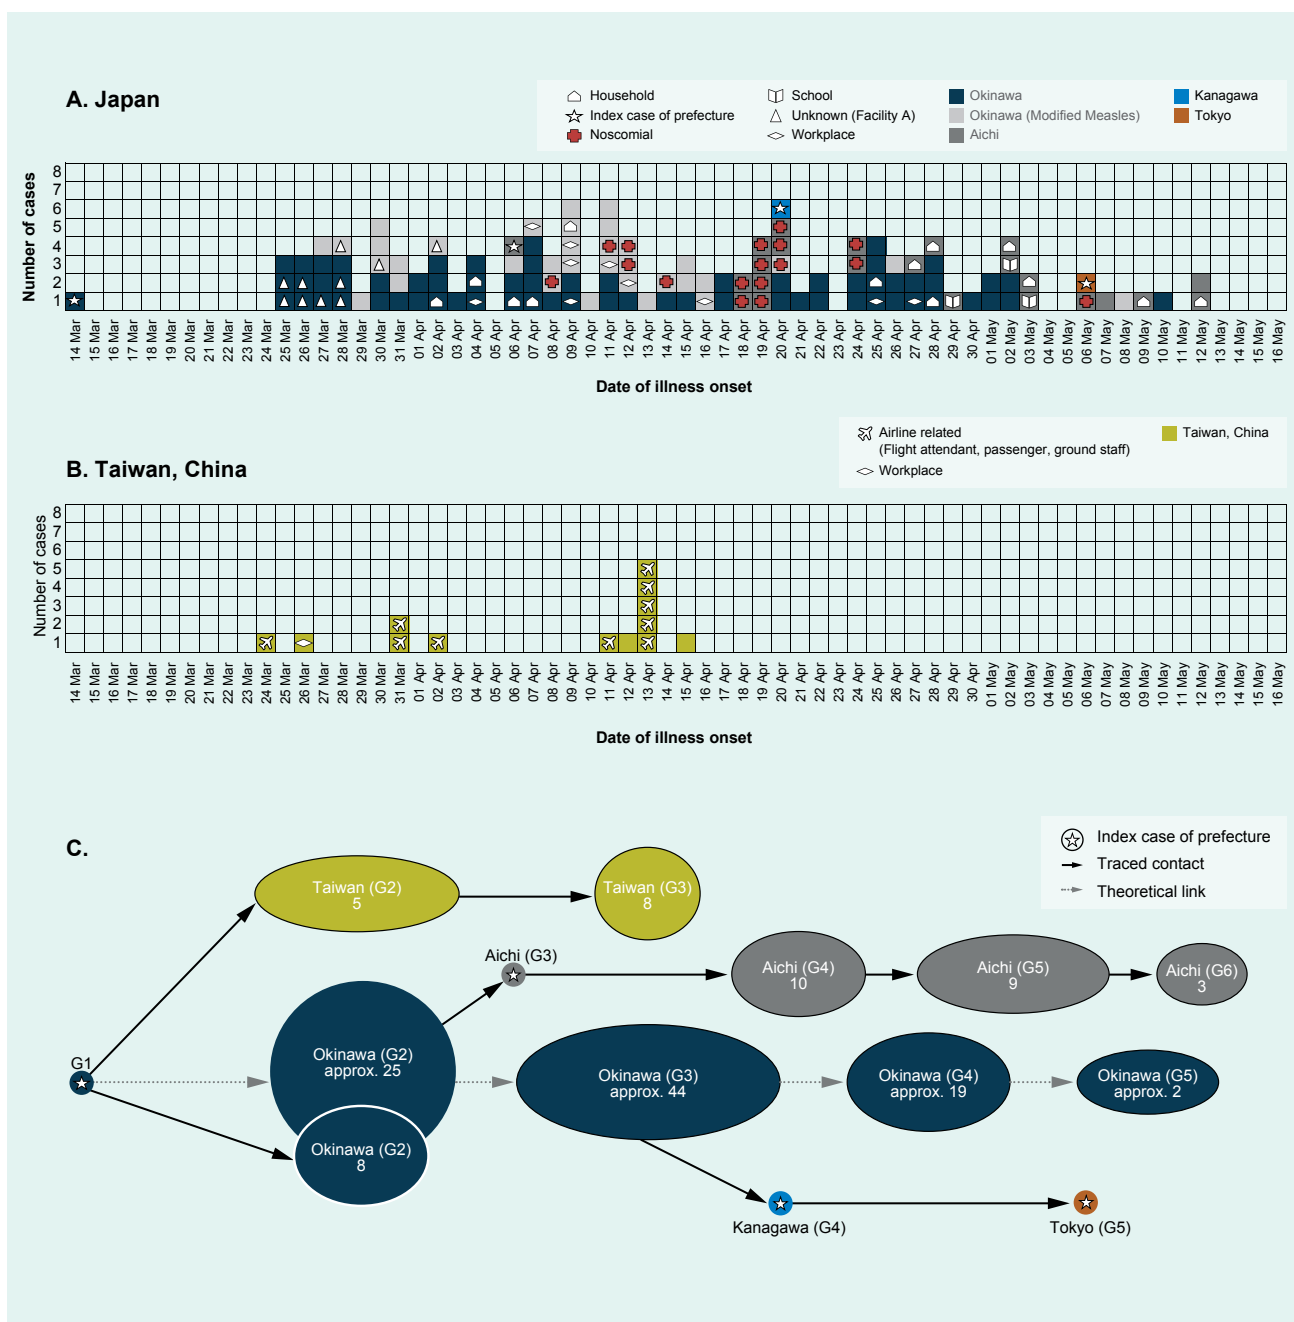 A. Japan
Household
Index case of prefecture
Noscomial
School
Unknown (Facility A)
Workplace
Okinawa
Okinawa (Modified Measles)
Aichi
Kanagawa
Tokyo
Number of cases
8
7
6
5
4
3
2
1
14 Mar
15 Mar
16 Mar
17 Mar
18 Mar
19 Mar
20 Mar
21 Mar
22 Mar
23 Mar
24 Mar
25 Mar
26 Mar
27 Mar
28 Mar
29 Mar
30 Mar
31 Mar
01 Apr
02 Apr
03 Apr
04 Apr
05 Apr
06 Apr
07 Apr
08 Apr
09 Apr
10 Apr
11 Apr
12 Apr
13 Apr
14 Apr
15 Apr
16 Apr
17 Apr
18 Apr
19 Apr
20 Apr
21 Apr
22 Apr
23 Apr
24 Apr
25 Apr
26 Apr
27 Apr
28 Apr
29 Apr
30 Apr
01 May
02 May
03 May
04 May
05 May
06 May
07 May
08 May
09 May
10 May
11 May
12 May
13 May
14 May
15 May
16 May
Date of illness onset
Airline related
(Flight attendant, passenger, ground staff)
Workplace
Taiwan, China
B. Taiwan, China
Number of cases
8
7
6
5
4
3
2
1
14 Mar
15 Mar
16 Mar
17 Mar
18 Mar
19 Mar
20 Mar
21 Mar
22 Mar
23 Mar
24 Mar
25 Mar
26 Mar
27 Mar
28 Mar
29 Mar
30 Mar
31 Mar
01 Apr
02 Apr
03 Apr
04 Apr
05 Apr
06 Apr
07 Apr
08 Apr
09 Apr
10 Apr
11 Apr
12 Apr
13 Apr
14 Apr
15 Apr
16 Apr
17 Apr
18 Apr
19 Apr
20 Apr
21 Apr
22 Apr
23 Apr
24 Apr
25 Apr
26 Apr
27 Apr
28 Apr
29 Apr
30 Apr
01 May
02 May
03 May
04 May
05 May
06 May
07 May
08 May
09 May
10 May
11 May
12 May
13 May
14 May
15 May
16 May
Date of illness onset
C.
Index case of prefecture
Traced contact
Theoretical link
Taiwan (G2)
5
Taiwan (G3)
8
Aichi (G3)
Aichi (G4)
10
Aichi (G5)
9
Aichi (G6)
3
G1
Okinawa (G2)
approx. 25
Okinawa (G3)
approx. 44
Okinawa (G4)
approx. 19
Okinawa (G5)
approx. 2
Okinawa (G2)
8
Kanagawa (G4)
Tokyo (G5)